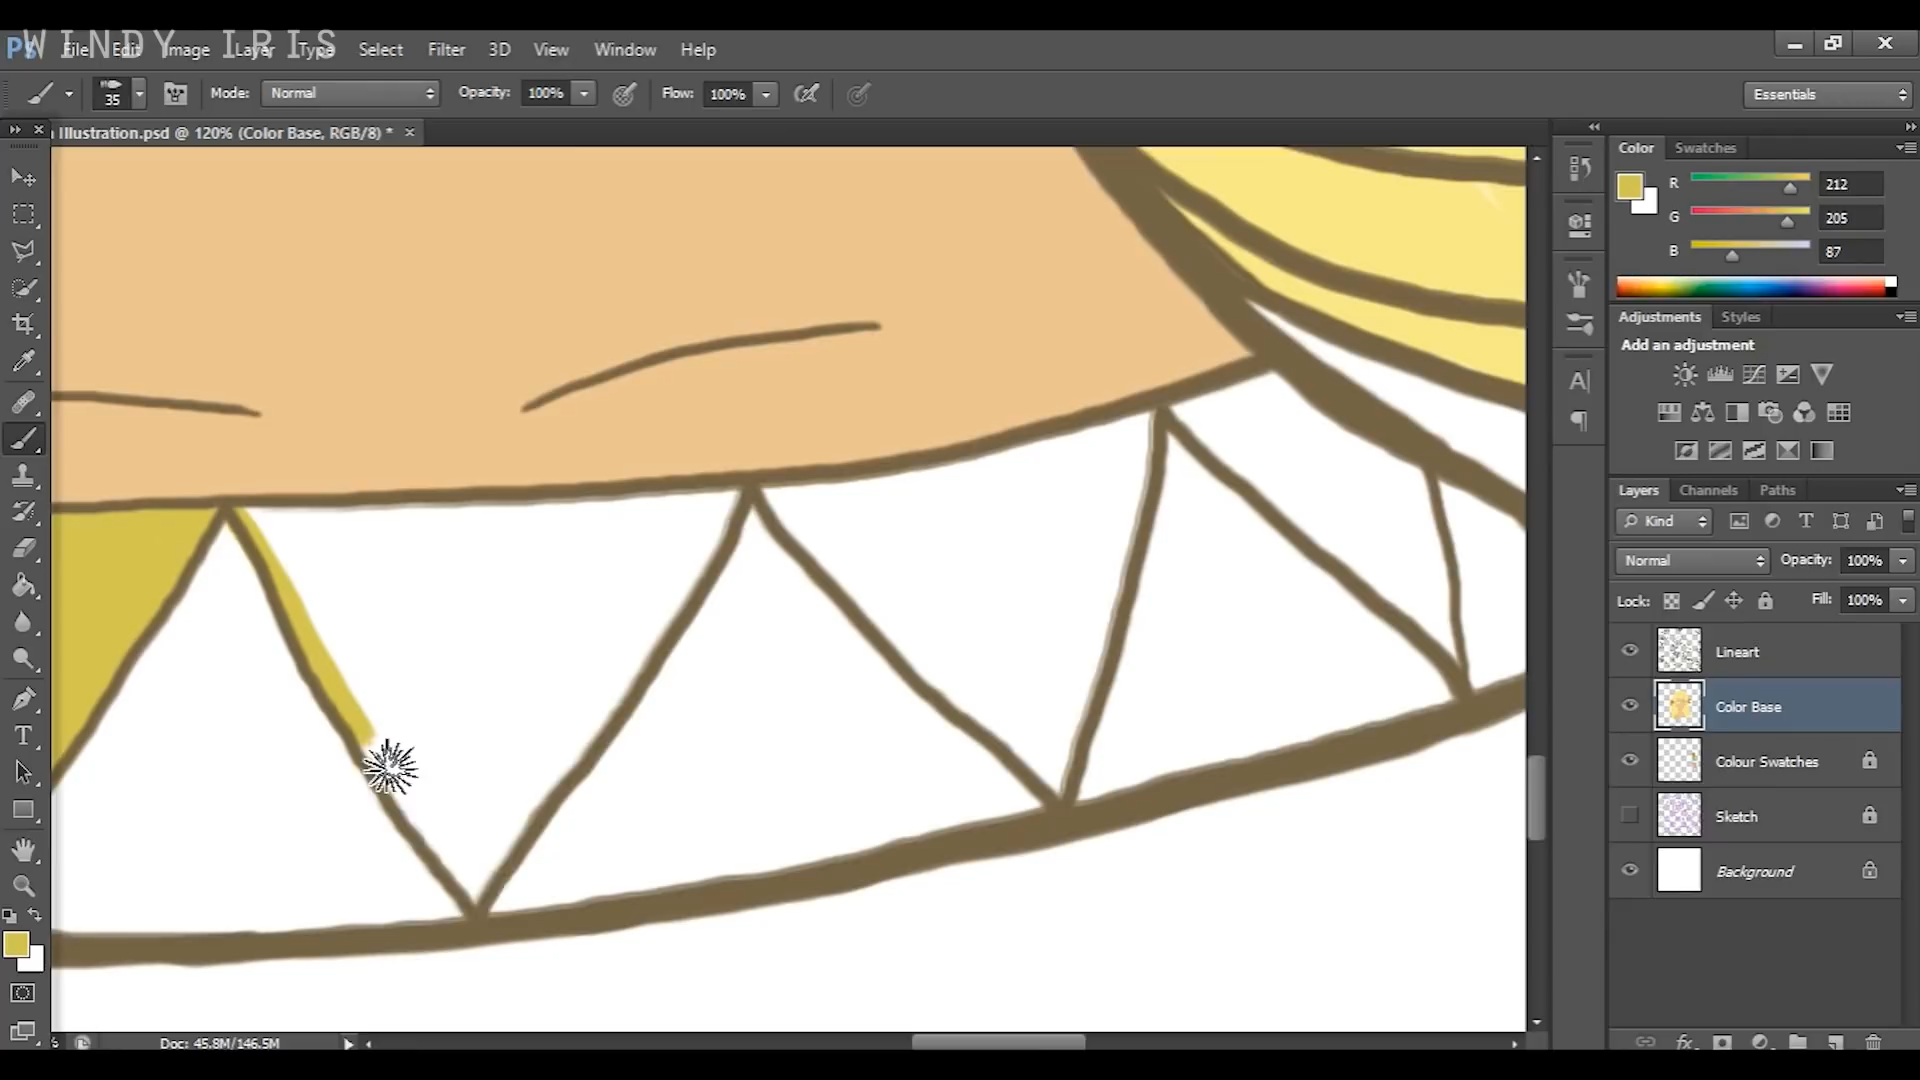 WINDY IRIS
Ps File Edit Image Layer Type Select Filter 3D View Window Help
35 Mode: Normal Opacity: 100% Flow: 100% Essentials
Illustration.psd @ 120% (Color Base, RGB/8) *
Color Swatches
R 212
G 205
B 87
Adjustments Styles
Add an adjustment
Layers Channels Paths
Kind
Normal Opacity: 100%
Lock: Fill: 100%
Lineart
Color Base
Colour Swatches
Sketch
Background
Doc: 45.8M/146.5M